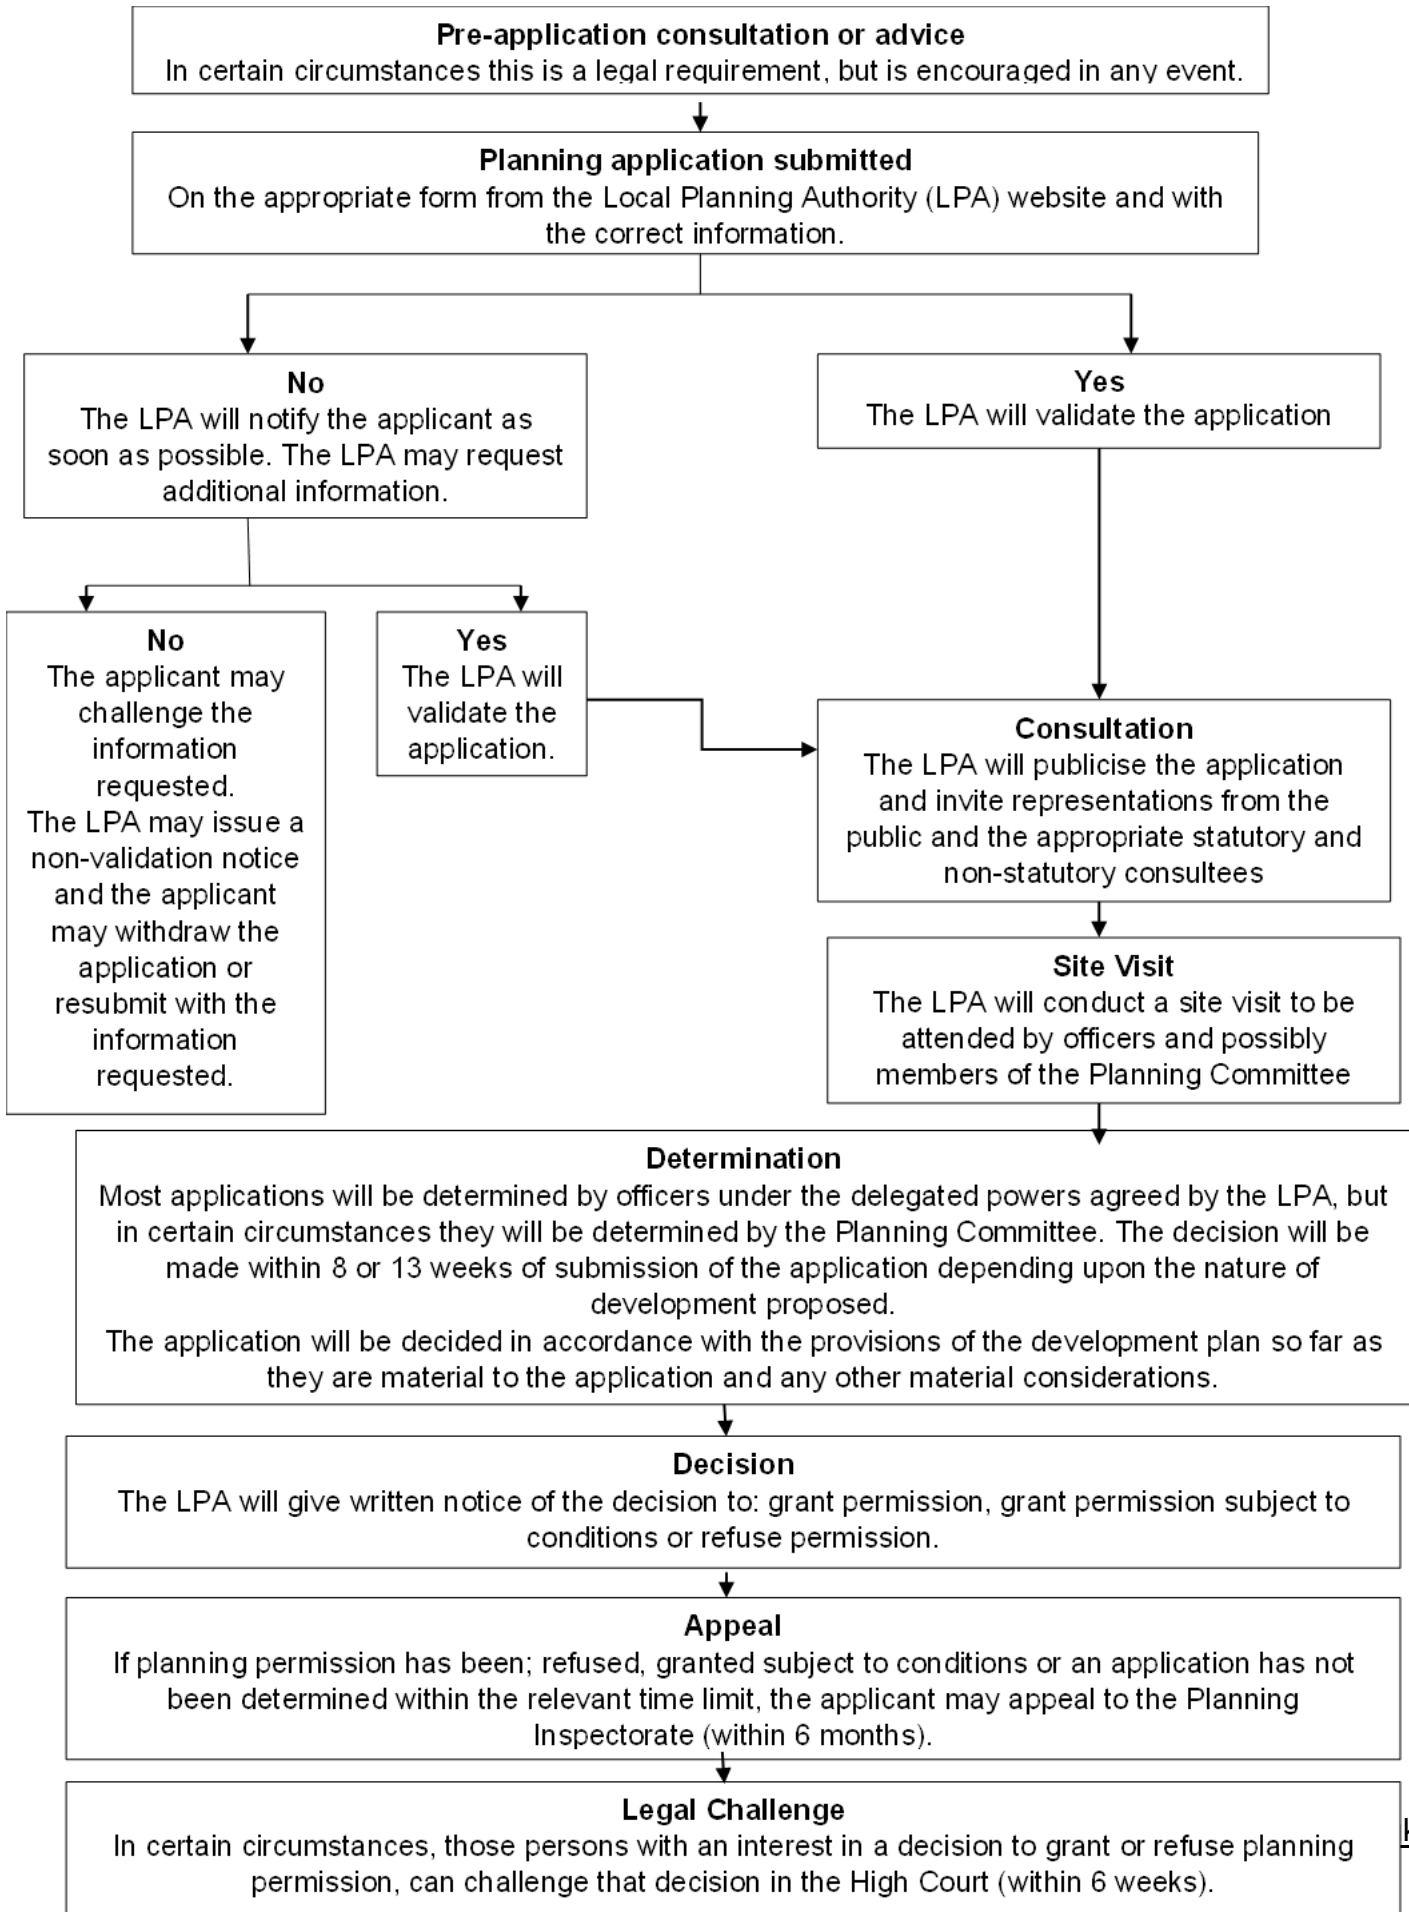 Pre-application consultation or advice
In certain circumstances this is a legal requirement, but is encouraged in any event.
Planning application submitted
On the appropriate form from the Local Planning Authority (LPA) website and with
the correct information.
No
The LPA will notify the applicant as
soon as possible. The LPA may request
additional information.
Yes
The LPA will validate the application
No
The applicant may
challenge the
information
requested.
The LPA may issue a
non-validation notice
and the applicant
may withdraw the
application or
resubmit with the
information
requested.
Yes
The LPA will
validate the
application.
Consultation
The LPA will publicise the application
and invite representations from the
public and the appropriate statutory and
non-statutory consultees
Site Visit
The LPA will conduct a site visit to be
attended by officers and possibly
members of the Planning Committee
Determination
Most applications will be determined by officers under the delegated powers agreed by the LPA, but
in certain circumstances they will be determined by the Planning Committee. The decision will be
made within 8 or 13 weeks of submission of the application depending upon the nature of
development proposed.
The application will be decided in accordance with the provisions of the development plan so far as
they are material to the application and any other material considerations.
Decision
The LPA will give written notice of the decision to: grant permission, grant permission subject to
conditions or refuse permission.
Appeal
If planning permission has been; refused, granted subject to conditions or an application has not
been determined within the relevant time limit, the applicant may appeal to the Planning
Inspectorate (within 6 months).
Legal Challenge
In certain circumstances, those persons with an interest in a decision to grant or refuse planning
permission, can challenge that decision in the High Court (within 6 weeks).